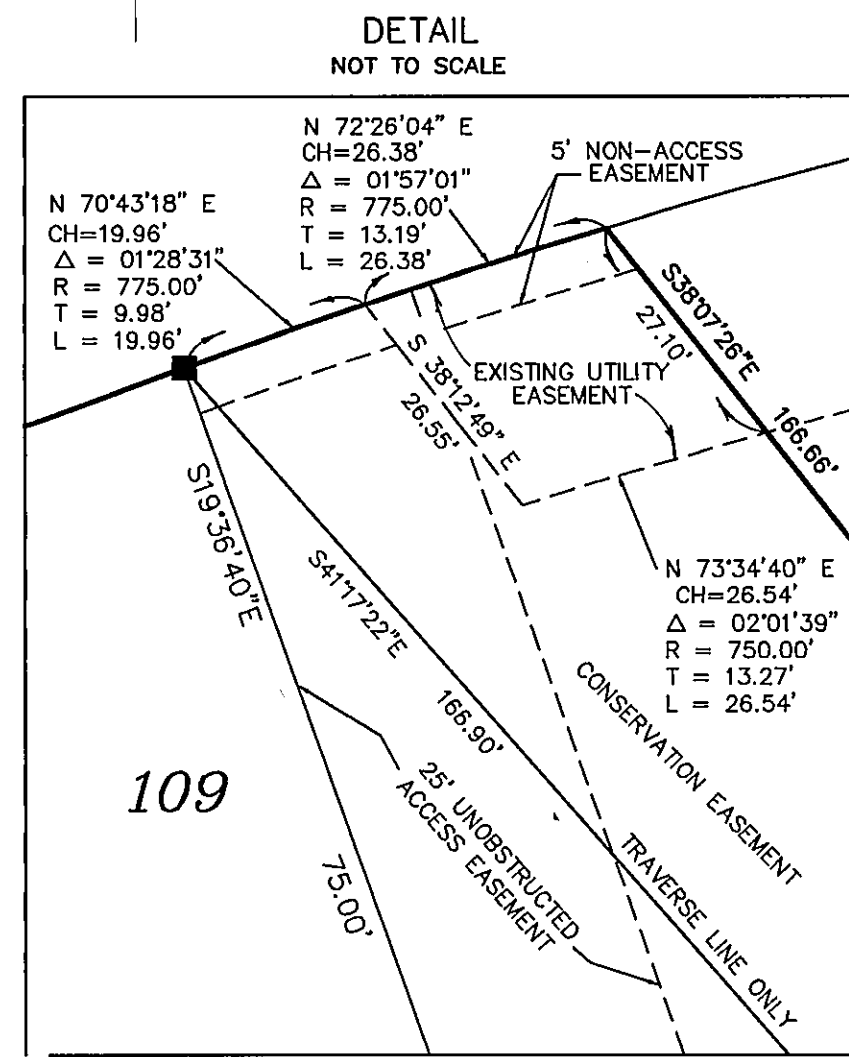 DETAIL
NOT TO SCALE
N 72°26'04" E
CH=26.38'
Δ = 01°57'01"
R = 775.00'
T = 13.19'
L = 26.38'
5' NON-ACCESS
EASEMENT
N 70°43'18" E
CH=19.96'
Δ = 01°28'31"
R = 775.00'
T = 9.98'
L = 19.96'
S38°07'26"E
27.10'
166.66'
S 38°12'49" E
26.55'
EXISTING UTILITY
EASEMENT
S19°36'40"E
75.00'
S41°17'22"E
166.90'
N 73°34'40" E
CH=26.54'
Δ = 02°01'39"
R = 750.00'
T = 13.27'
L = 26.54'
CONSERVATION EASEMENT
109
25' UNOBSTRUCTED
ACCESS EASEMENT
TRAVERSE LINE ONLY